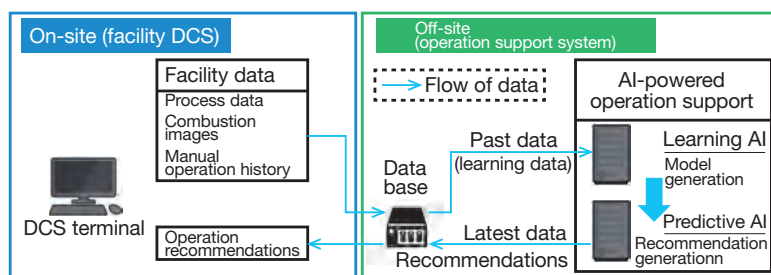 On-site (facility DCS)
Facility data
Process data
Combustion
images
Manual
operation history
DCS terminal
Operation
recommendations
Off-site
(operation support system)
Flow of data
Data
base
Past data
(learning data)
Latest data
Recommendations
AI-powered
operation support
Learning AI
Model
generation
Predictive AI
Recommendation
generationn